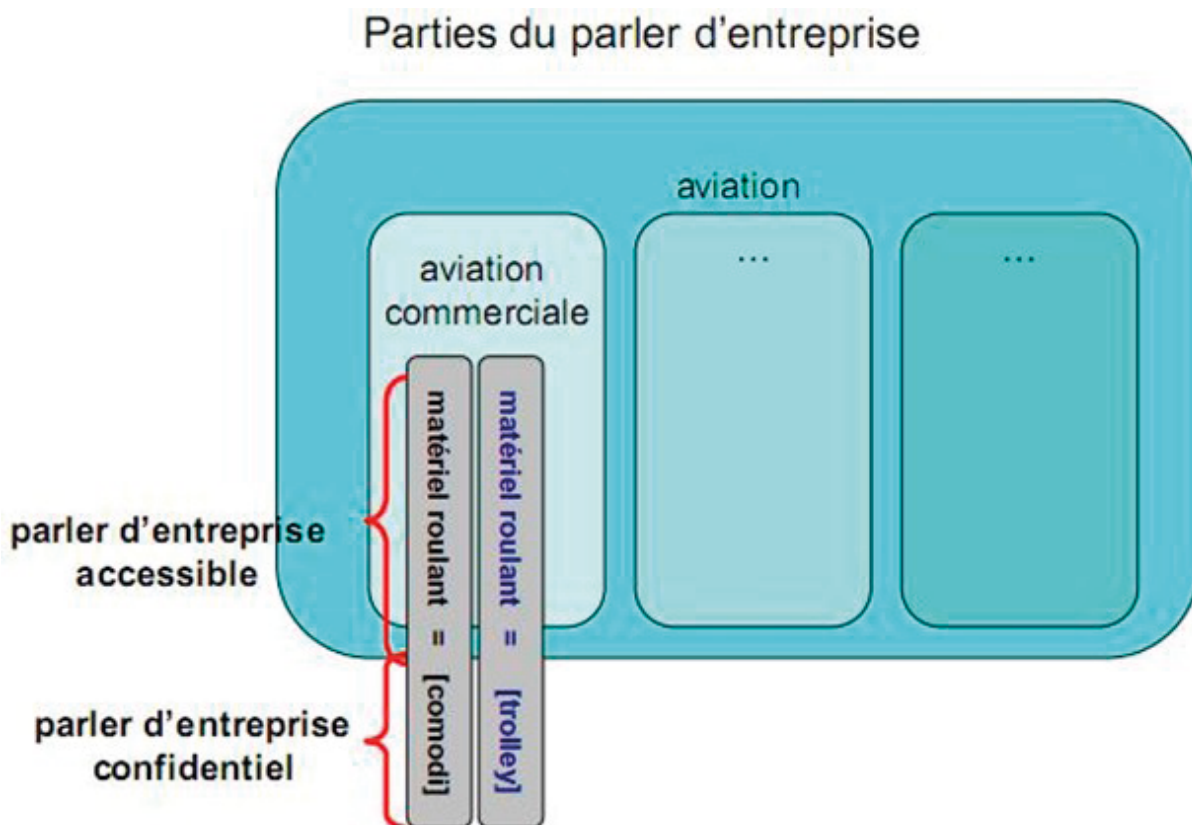 Parties du parler d'entreprise
aviation
aviation
commerciale
...
...
matériel roulant = [comodi]
matériel roulant = [trolley]
parler d'entreprise
accessible
parler d'entreprise
confidentiel